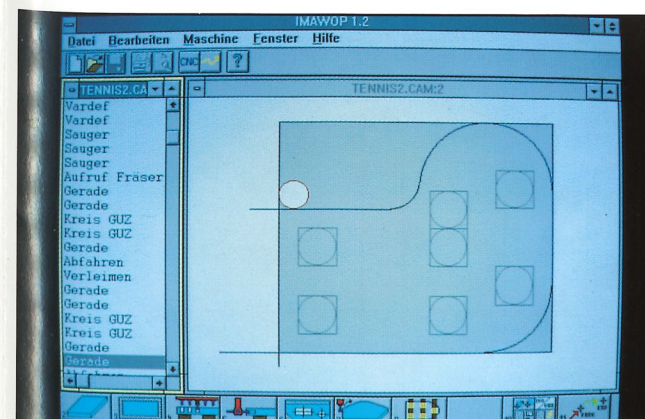 IMAWOP 1.2
Datei Bearbeiten Maschine Fenster Hilfe
CNC ?
TENNIS2.CA
TENNIS2.CAM:2
Vardef
Vardef
Sauger
Sauger
Sauger
Aufruf Fräser
Gerade
Gerade
Kreis GUZ
Kreis GUZ
Gerade
Abfahren
Verleimen
Gerade
Gerade
Kreis GUZ
Kreis GUZ
Gerade
Gerade
Abfahren